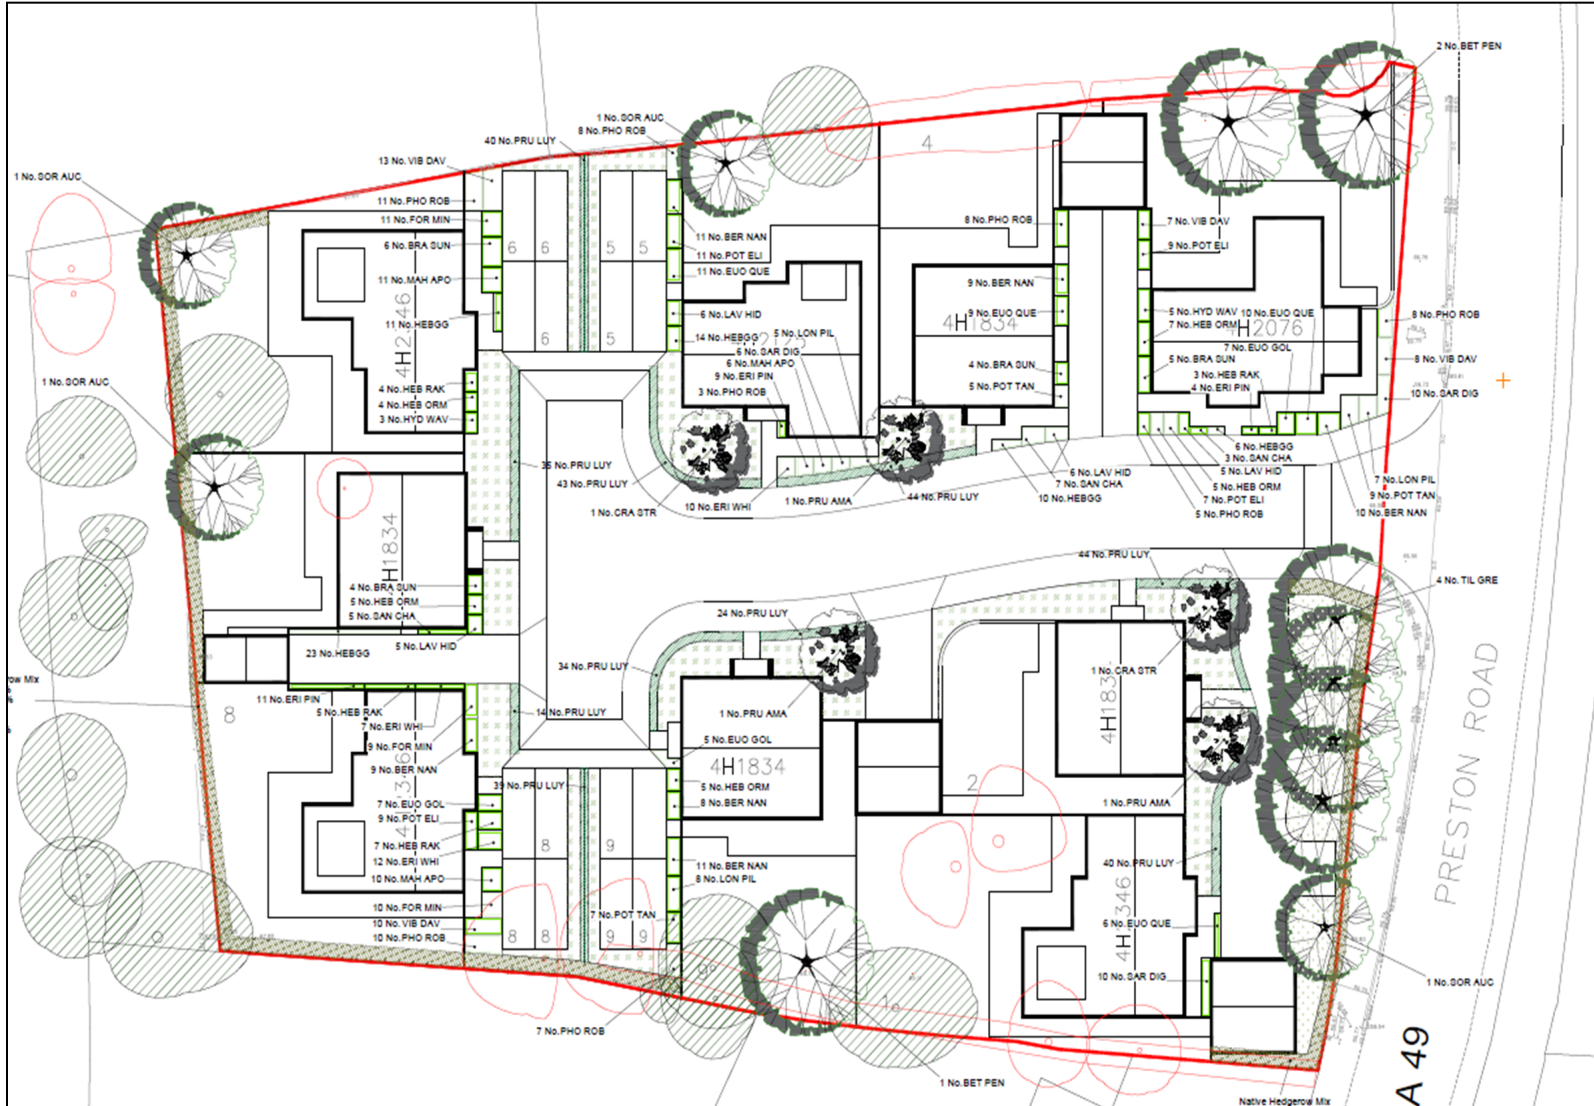 2 No. BET PEN
1 No. SOR AUC
8 No. PHO ROB
40 No. PRU LUY
13 No. VIB DAV
1 No. SOR AUC
11 No. PHO ROB
11 No. FOR MIN
6 No. BRA SUN
11 No. MAH APO
11 No. HEBGG
4H2346
6 6
5 5
6
5
4
11 No. BER NAN
11 No. POT ELI
11 No. EUO QUE
6 No. LAV HID
14 No. HEBGG
5 No. LON PIL
6 No. SAR DIG
6 No. MAH APO
9 No. ERI PIN
3 No. PHO ROB
8 No. PHO ROB
7 No. VIB DAV
9 No. POT ELI
9 No. BER NAN
9 No. EUO QUE
4H1834
4 No. BRA SUN
5 No. POT TAN
5 No. HYD WAV
10 No. EUO QUE
7 No. HEB ORM
4H2076
7 No. EUO GOL
5 No. BRA SUN
3 No. HEB RAK
4 No. ERI PIN
8 No. PHO ROB
8 No. VIB DAV
10 No. SAR DIG
1 No. SOR AUC
4 No. HEB RAK
4 No. HEB ORM
3 No. HYD WAV
35 No. PRU LUY
43 No. PRU LUY
1 No. CRA STR
10 No. ERI WHI
1 No. PRU AMA
44 No. PRU LUY
6 No. LAV HID
7 No. SAN CHA
10 No. HEBGG
6 No. HEBGG
3 No. SAN CHA
5 No. LAV HID
5 No. HEB ORM
7 No. POT ELI
5 No. PHO ROB
7 No. LON PIL
9 No. POT TAN
10 No. BER NAN
4H1834
4 No. BRA SUN
5 No. HEB ORM
5 No. SAN CHA
5 No. LAV HID
23 No. HEBGG
44 No. PRU LUY
4 No. TIL GRE
24 No. PRU LUY
34 No. PRU LUY
1 No. CRA STR
1 No. PRU AMA
row Mix
11 No. ERI PIN
5 No. HEB RAK
7 No. ERI WHI
14 No. PRU LUY
9 No. FOR MIN
9 No. BER NAN
8
5 No. EUO GOL
4H1834
5 No. HEB ORM
8 No. BER NAN
2
1 No. PRU AMA
39 No. PRU LUY
7 No. EUO GOL
9 No. POT ELI
7 No. HEB RAK
12 No. ERI WHI
10 No. MAH APO
10 No. FOR MIN
10 No. VIB DAV
10 No. PHO ROB
8
9
8 8
9 9
11 No. BER NAN
8 No. LON PIL
7 No. POT TAN
7 No. PHO ROB
40 No. PRU LUY
6 No. EUO QUE
4H2346
10 No. SAR DIG
1 No. SOR AUC
1 No. BET PEN
Native Hedgerow Mix
PRESTON ROAD
A 49